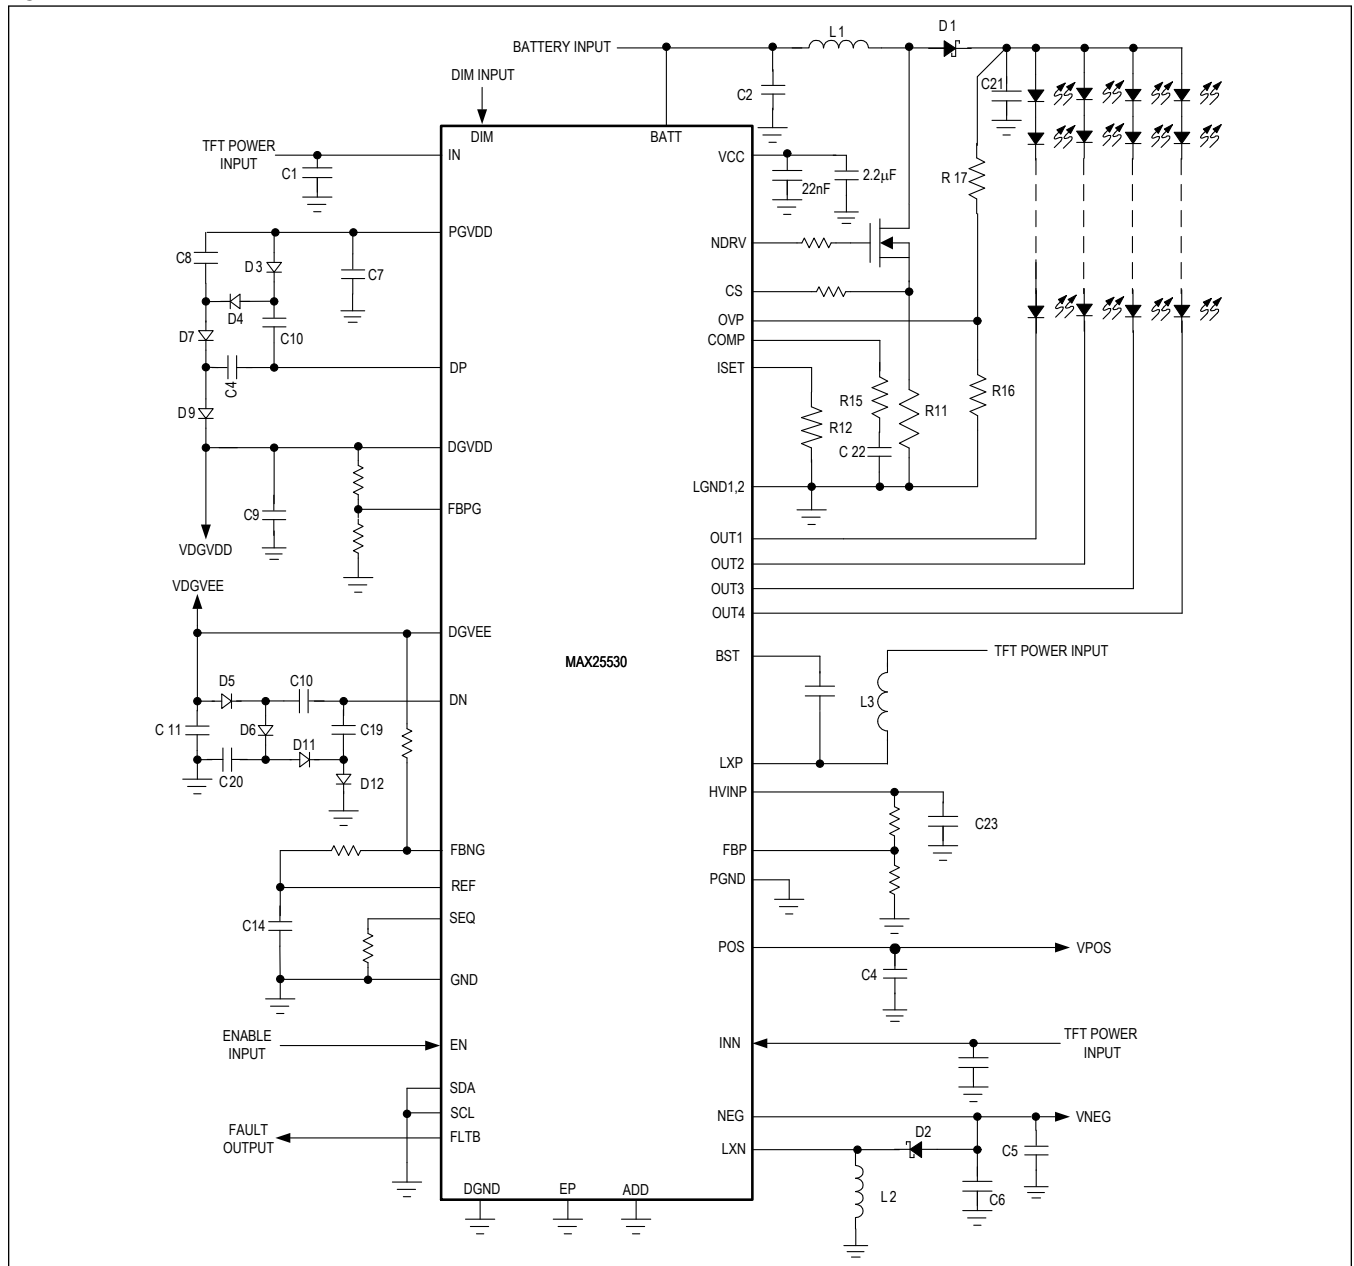 L1
D1
BATTERY INPUT
DIM INPUT
C2
C21
DIM
BATT
TFT POWER
INPUT
IN
VCC
C1
22nF
2.2μF
R 17
PGVDD
NDRV
C8
D3
C7
CS
D4
OVP
D7
C10
COMP
C4
DP
ISET
D9
R15
R11
R16
R12
DGVDD
C 22
LGND1,2
FBPG
C9
OUT1
VDGVDD
OUT2
VDGVEE
OUT3
OUT4
DGVEE
BST
TFT POWER INPUT
MAX25530
D5
C10
DN
L3
C 11
D6
C19
D11
C20
D12
LXP
HVINP
C23
FBNG
FBP
REF
PGND
C14
SEQ
POS
VPOS
C4
GND
ENABLE
INPUT
EN
INN
TFT POWER
INPUT
SDA
SCL
NEG
VNEG
FAULT
OUTPUT
FLTB
LXN
D2
C5
DGND
EP
ADD
L2
C6